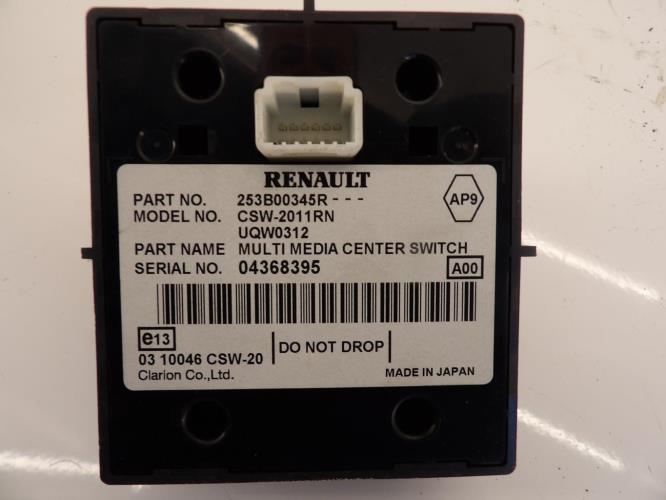 RENAULT
PART NO. 253B00345R - - -
MODEL NO. CSW-2011RN
UQW0312
AP9
PART NAME MULTI MEDIA CENTER SWITCH
SERIAL NO. 04368395
A00
e13
03 10046 CSW-20
DO NOT DROP
Clarion Co.,Ltd.
MADE IN JAPAN